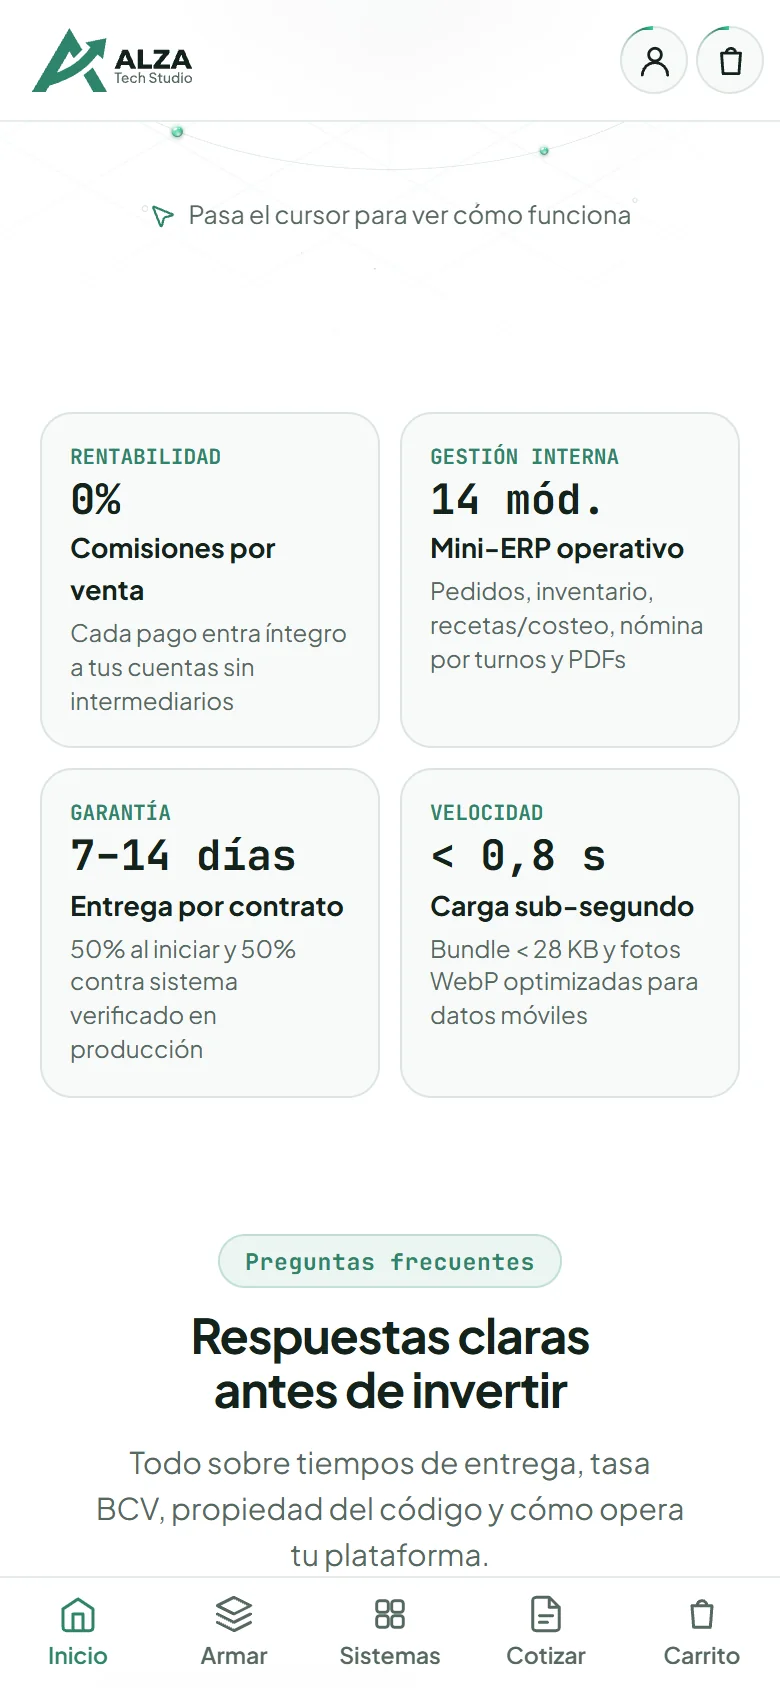 ALZA
Tech Studio
Pasa el cursor para ver cómo funciona
RENTABILIDAD
0%
Comisiones por
venta
Cada pago entra íntegro
a tus cuentas sin
intermediarios
GESTIÓN INTERNA
14 mód.
Mini-ERP operativo
Pedidos, inventario,
recetas/costeo, nómina
por turnos y PDFs
GARANTÍA
7-14 días
Entrega por contrato
50% al iniciar y 50%
contra sistema
verificado en
producción
VELOCIDAD
< 0,8 s
Carga sub-segundo
Bundle < 28 KB y fotos
WebP optimizadas para
datos móviles
Preguntas frecuentes
Respuestas claras
antes de invertir
Todo sobre tiempos de entrega, tasa
BCV, propiedad del código y cómo opera
tu plataforma.
Inicio
Armar
Sistemas
Cotizar
Carrito